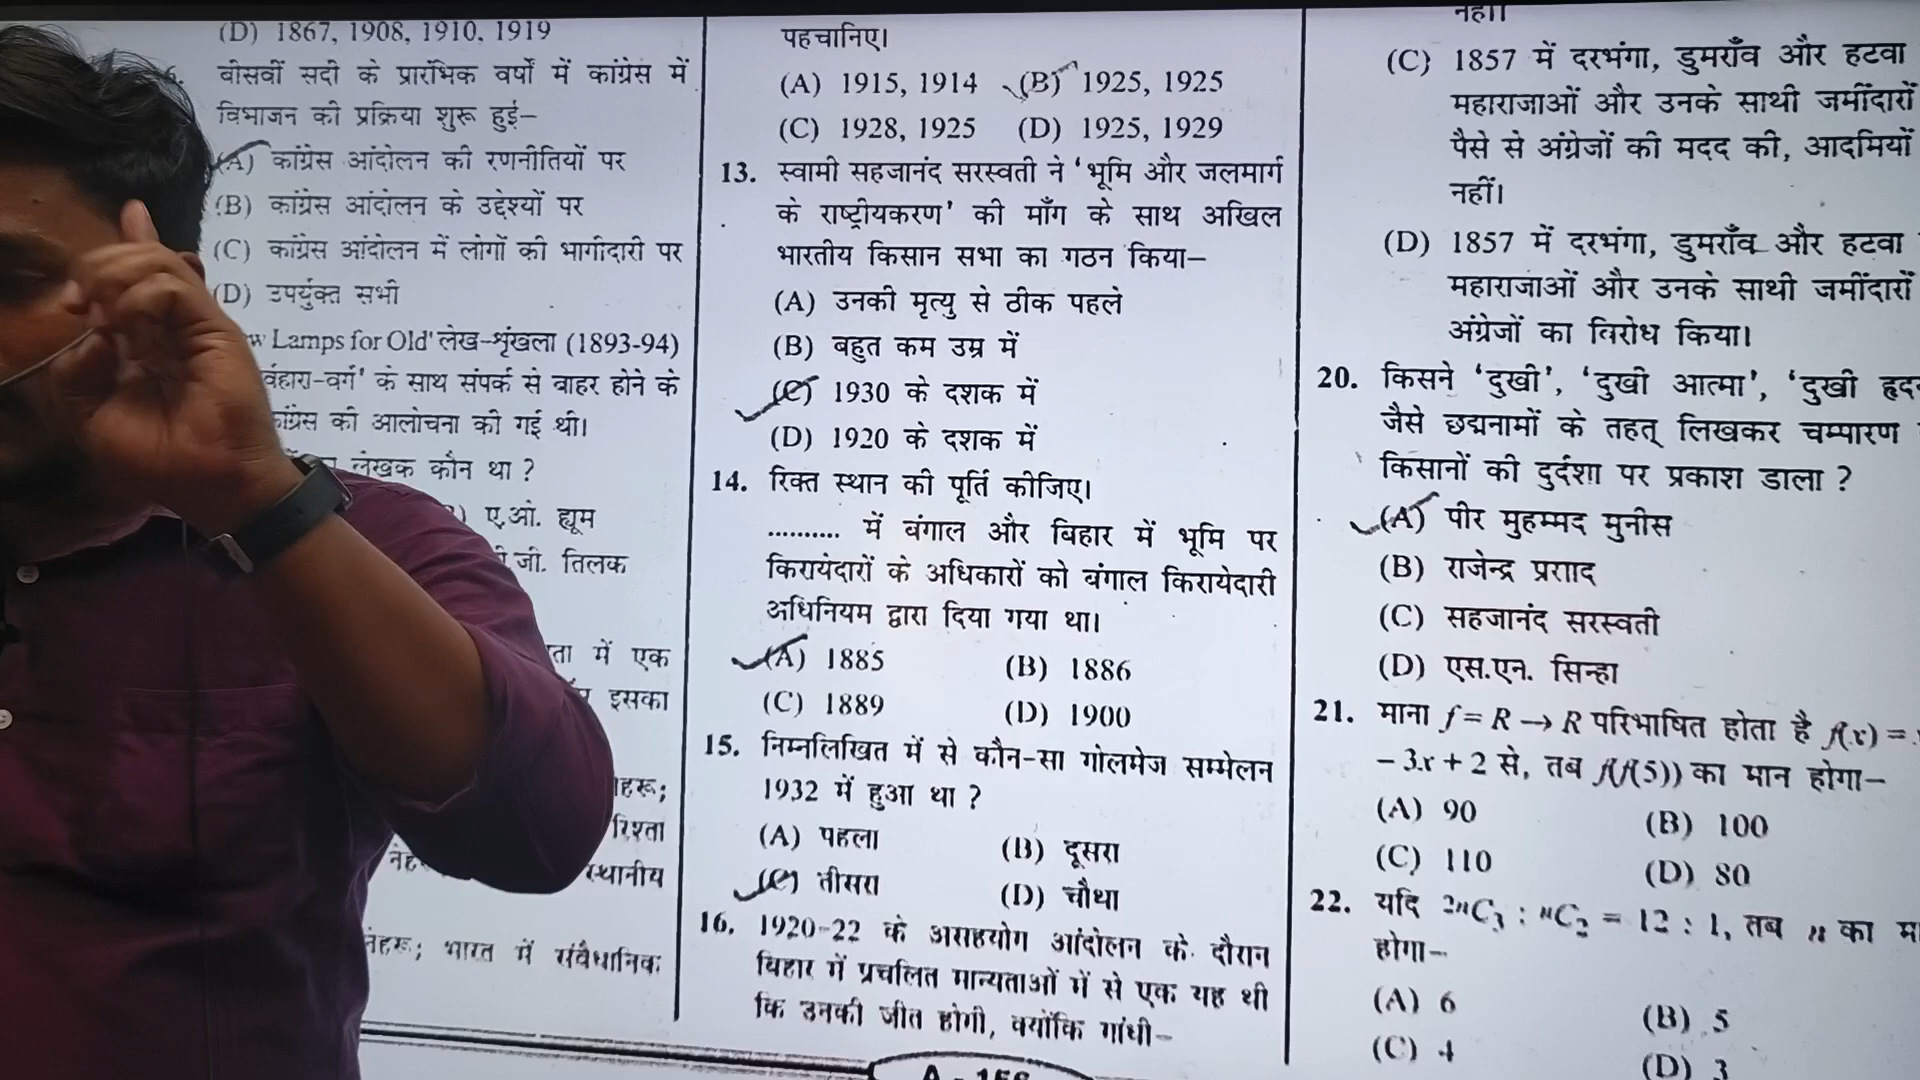 (D) 1867, 1908, 1910, 1919
बीसवीं सदी के प्रारंभिक वर्षों में कांग्रेस में
विभाजन की प्रक्रिया शुरू हुई–
(A) कांग्रेस आंदोलन की रणनीतियों पर
(B) कांग्रेस आंदोलन के उद्देश्यों पर
(C) कांग्रेस आंदोलन में लोगों की भागीदारी पर
(D) उपर्युक्त सभी
w Lamps for Old' लेख-शृंखला (1893-94)
के साथ संपर्क से बाहर होने के
की आलोचना की गई थी।
लेखक कौन था ?
ए.ओ. ह्यूम
जी. तिलक
में एक
इसका
रिश्ता
स्थानीय
भारत में संवैधानिक
पहचानिए।
(A) 1915, 1914 (B) 1925, 1925
(C) 1928, 1925 (D) 1925, 1929
13. स्वामी सहजानंद सरस्वती ने ‘भूमि और जलमार्ग
के राष्ट्रीयकरण’ की माँग के साथ अखिल
भारतीय किसान सभा का गठन किया–
(A) उनकी मृत्यु से ठीक पहले
(B) बहुत कम उम्र में
(C) 1930 के दशक में
(D) 1920 के दशक में
14. रिक्त स्थान की पूर्ति कीजिए।
.......... में बंगाल और बिहार में भूमि पर
किरायेदारों के अधिकारों को बंगाल किरायेदारी
अधिनियम द्वारा दिया गया था।
(A) 1885 (B) 1886
(C) 1889 (D) 1900
15. निम्नलिखित में से कौन-सा गोलमेज सम्मेलन
1932 में हुआ था ?
(A) पहला (B) दूसरा
(C) तीसरा (D) चौथा
16. 1920-22 के असहयोग आंदोलन के दौरान
बिहार में प्रचलित मान्यताओं में से एक यह थी
कि उनकी जीत होगी, क्योंकि गांधी–
नहीं।
(C) 1857 में दरभंगा, डुमराँव और हटवा
महाराजाओं और उनके साथी जमींदारों
पैसे से अंग्रेजों की मदद की, आदमियों
नहीं।
(D) 1857 में दरभंगा, डुमराँव और हटवा
महाराजाओं और उनके साथी जमींदारों
अंग्रेजों का विरोध किया।
20. किसने ‘दुखी’, ‘दुखी आत्मा’, ‘दुखी
जैसे छद्मनामों के तहत् लिखकर चम्पारण
किसानों की दुर्दशा पर प्रकाश डाला ?
(A) पीर मुहम्मद मुनीस
(B) राजेन्द्र प्रसाद
(C) सहजानंद सरस्वती
(D) एस.एन. सिन्हा
21. माना f = R → R परिभाषित होता है f(x) =
– 3x + 2 से, तब f(f(5)) का मान होगा–
(A) 90 (B) 100
(C) 110 (D) 80
22. यदि ²ⁿC₃ : ⁿC₂ = 12 : 1, तब n का
होगा–
(A) 6 (B) 5
(C) 4 (D) 3